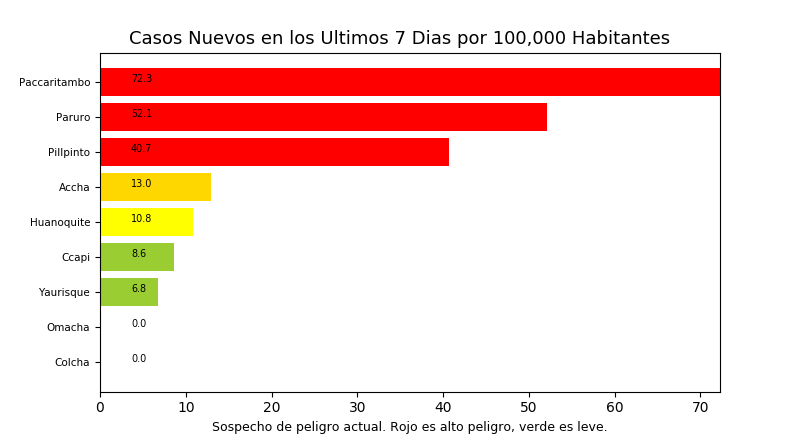 Casos Nuevos en los Ultimos 7 Dias por 100,000 Habitantes
Paccaritambo 72.3
Paruro 52.1
Pillpinto 40.7
Accha 13.0
Huanoquite 10.8
Ccapi 8.6
Yaurisque 6.8
Omacha 0.0
Colcha 0.0
0 10 20 30 40 50 60 70
Sospecho de peligro actual. Rojo es alto peligro, verde es leve.